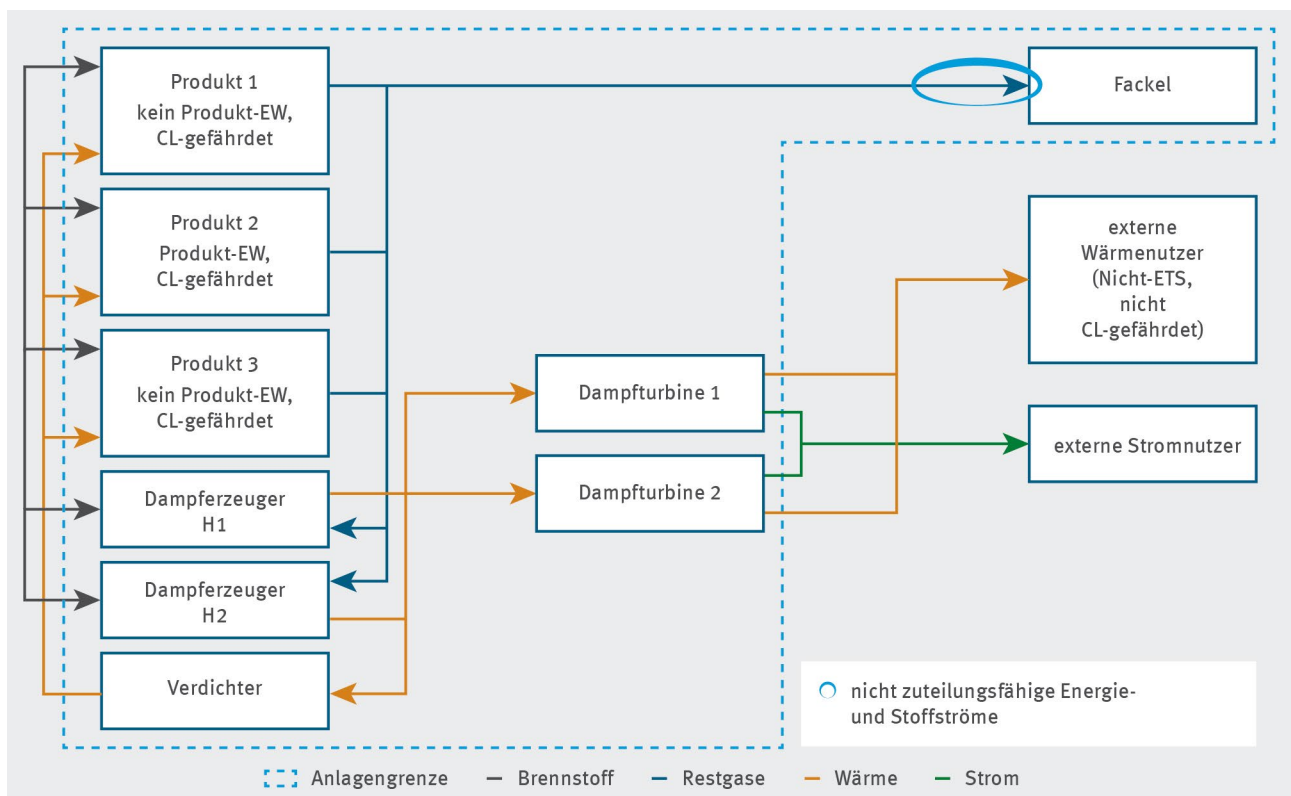 Produkt 1
kein Produkt-EW,
CL-gefährdet
Fackel
Produkt 2
Produkt-EW,
CL-gefährdet
externe
Wärmenutzer
(Nicht-ETS,
nicht
CL-gefährdet)
Produkt 3
kein Produkt-EW,
CL-gefährdet
Dampfturbine 1
externe Stromnutzer
Dampferzeuger
H1
Dampfturbine 2
Dampferzeuger
H2
Verdichter
nicht zuteilungsfähige Energie-
und Stoffströme
Anlagengrenze
Brennstoff
Restgase
Wärme
Strom